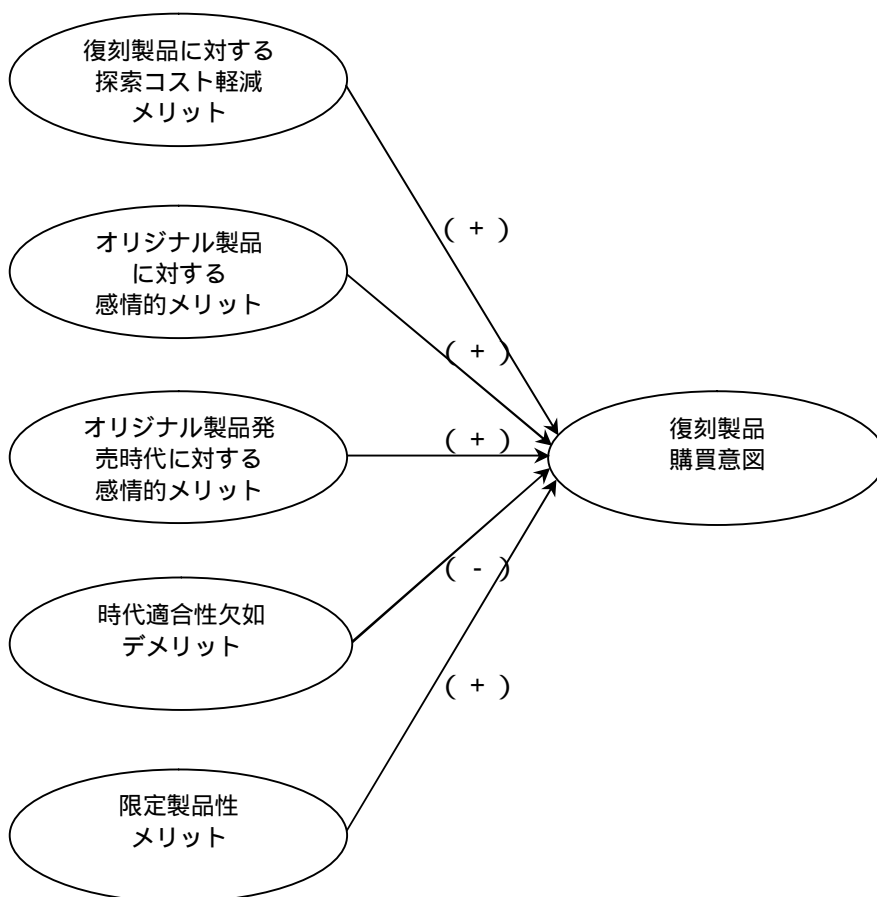 復刻製品に対する
探索コスト軽減
メリット
( + )
オリジナル製品
に対する
感情的メリット
( + )
オリジナル製品発
売時代に対する
感情的メリット
( + )
復刻製品
購買意図
時代適合性欠如
デメリット
( - )
限定製品性
メリット
( + )